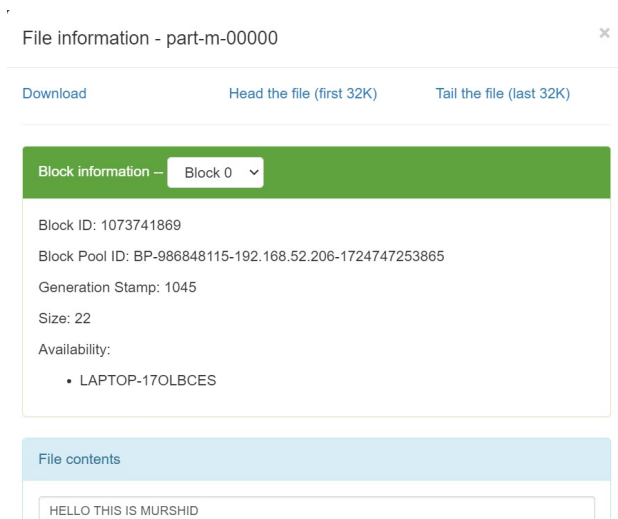 File information - part-m-00000
×
Download Head the file (first 32K) Tail the file (last 32K)
Block information -- Block 0
Block ID: 1073741869
Block Pool ID: BP-986848115-192.168.52.206-1724747253865
Generation Stamp: 1045
Size: 22
Availability:
• LAPTOP-17OLBCES
File contents
HELLO THIS IS MURSHID